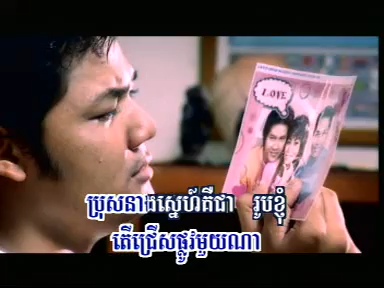 LOVE
ប្រុសនាងស្នេហ៍គឺជា រូបខ្ញុំ
តើជ្រើសផ្លូវមួយណា